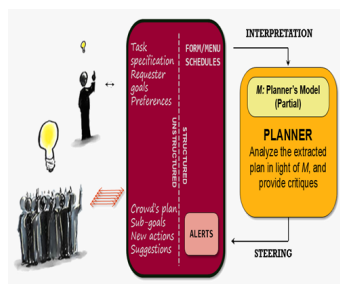 Task
specification
Requester
goals
Preferences
Crowd's plan
Sub-goals
New actions
Suggestions
UNSTRUCTURED
STRUCTURED
FORM/MENU
SCHEDULES
ALERTS
INTERPRETATION
M: Planner's Model
(Partial)
PLANNER
Analyze the extracted
plan in light of M, and
provide critiques
STEERING